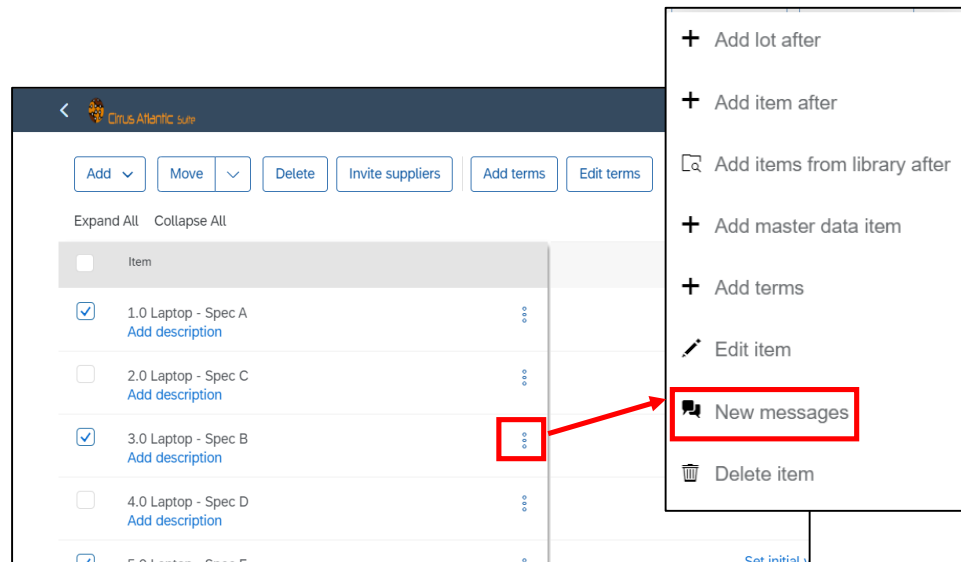 Cirrus Atlantic Suite
Add Move Delete Invite suppliers Add terms Edit terms
Expand All Collapse All
Item
1.0 Laptop - Spec A
Add description
2.0 Laptop - Spec C
Add description
3.0 Laptop - Spec B
Add description
4.0 Laptop - Spec D
Add description
Set initial
Add lot after
Add item after
Add items from library after
Add master data item
Add terms
Edit item
New messages
Delete item